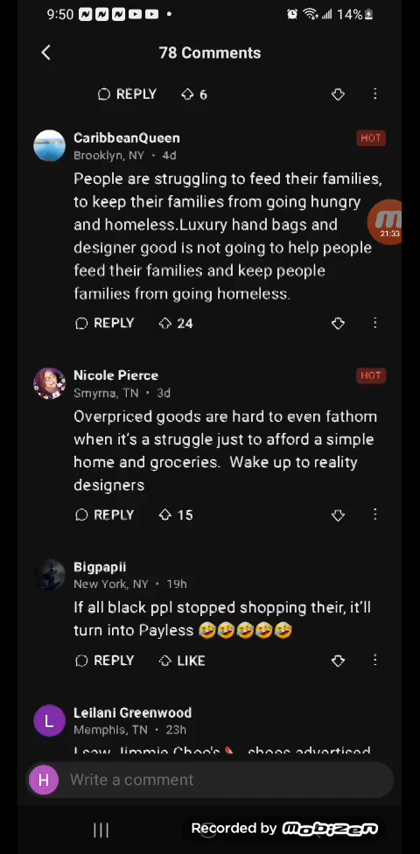 9:50
14%
78 Comments
REPLY 6
CaribbeanQueen HOT
Brooklyn, NY • 4d
People are struggling to feed their families,
to keep their families from going hungry
and homeless.Luxury hand bags and
designer good is not going to help people
feed their families and keep people
families from going homeless.
21:33
REPLY 24
Nicole Pierce HOT
Smyrna, TN • 3d
Overpriced goods are hard to even fathom
when it's a struggle just to afford a simple
home and groceries. Wake up to reality
designers
REPLY 15
Bigpapii
New York, NY • 19h
If all black ppl stopped shopping their, it'll
turn into Payless 🤣🤣🤣🤣🤣
REPLY LIKE
L Leilani Greenwood
Memphis, TN • 23h
I saw Jimmie Choo's 👠 shoes advertised
H Write a comment
Recorded by mobizen